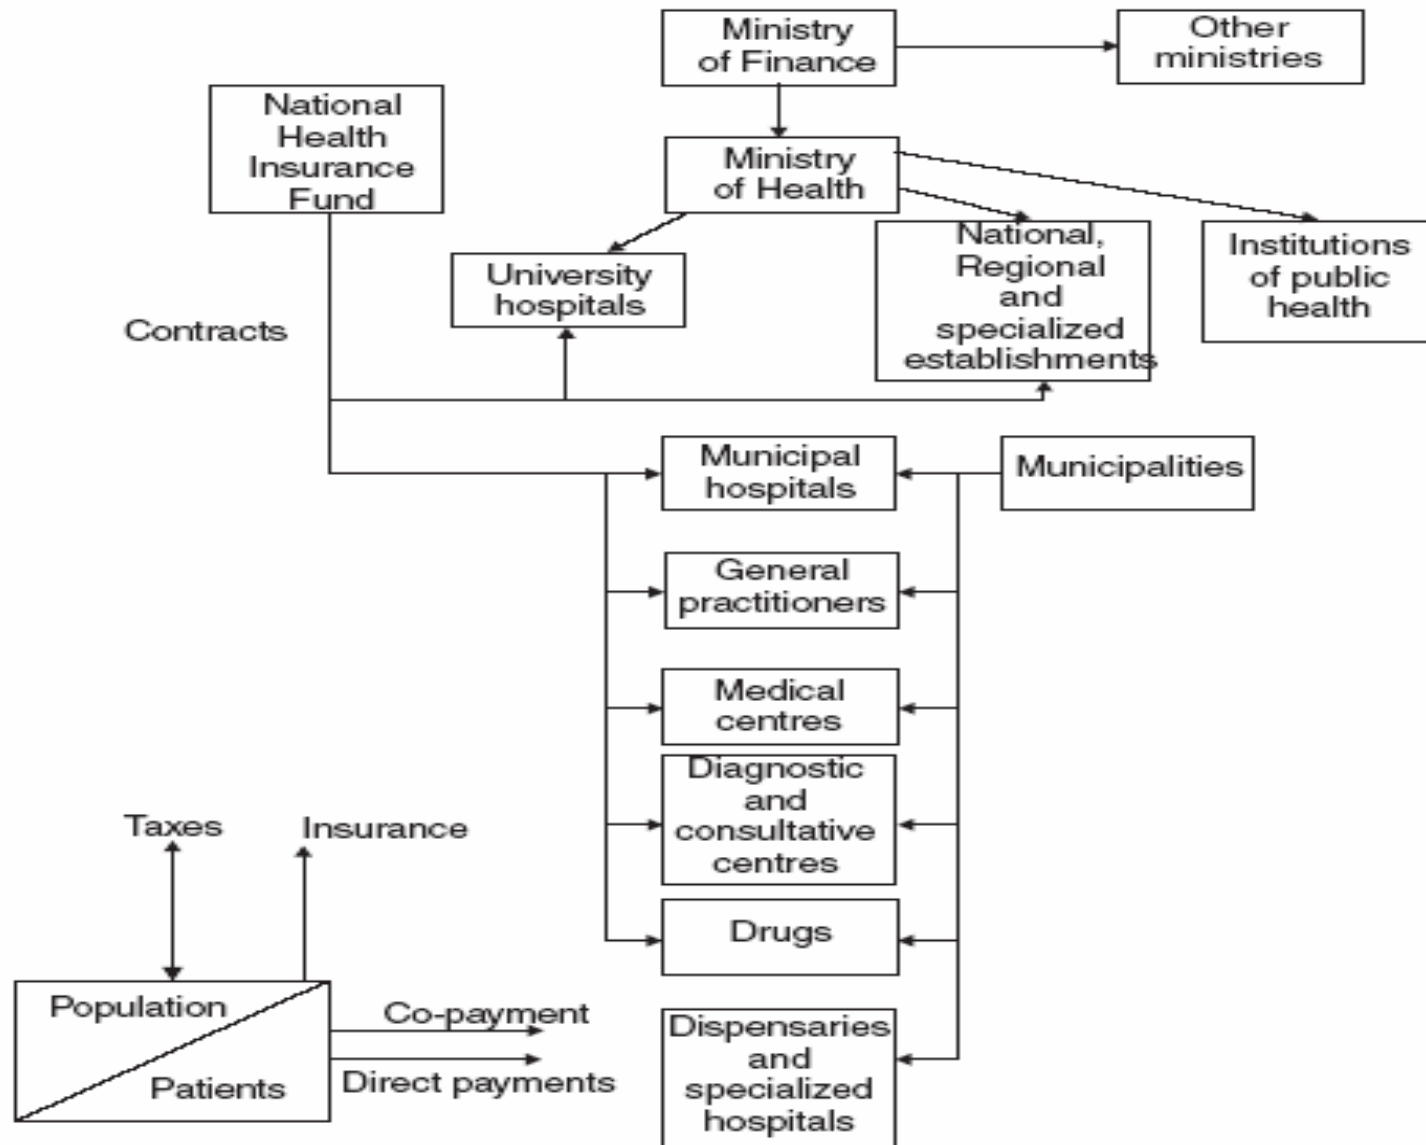 Ministry
of Finance
Other
ministries
National
Health
Insurance
Fund
Ministry
of Health
University
hospitals
National,
Regional
and
specialized
establishments
Institutions
of public
health
Contracts
Municipal
hospitals
Municipalities
General
practitioners
Medical
centres
Diagnostic
and
consultative
centres
Taxes
Insurance
Drugs
Population
Patients
Co-payment
Direct payments
Dispensaries
and
specialized
hospitals